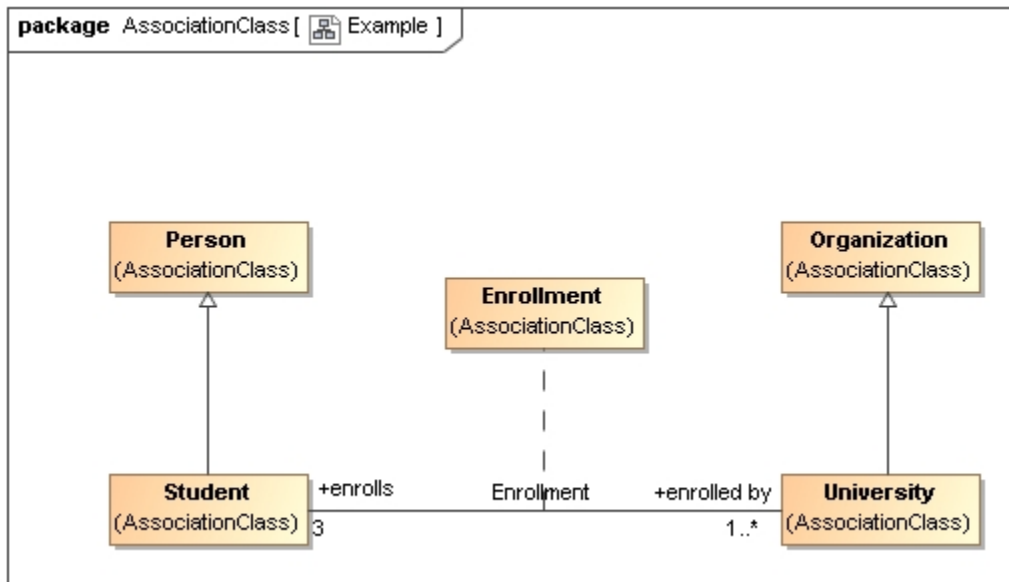 package AssociationClass [ Example ]
Person
(AssociationClass)
Organization
(AssociationClass)
Enrollment
(AssociationClass)
Student
(AssociationClass)
+enrolls
3
Enrollment
+enrolled by
1..*
University
(AssociationClass)